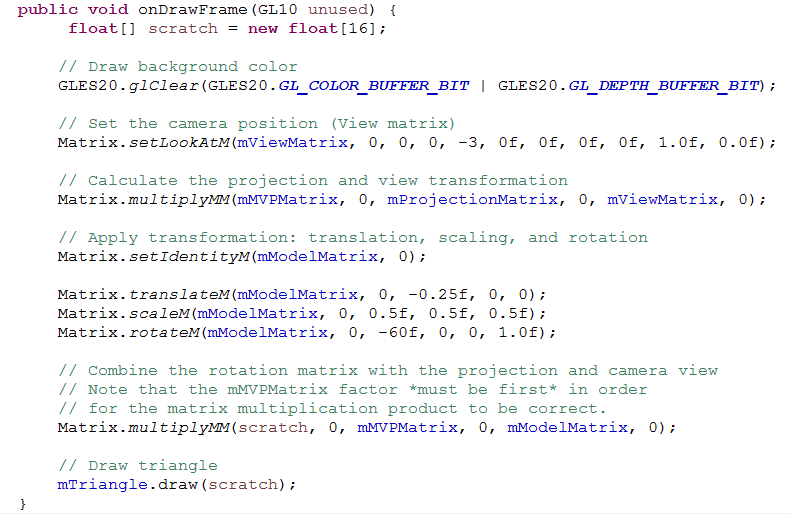 public void onDrawFrame(GL10 unused) {
float[] scratch = new float[16];
// Draw background color
GLES20.glClear(GLES20.GL_COLOR_BUFFER_BIT | GLES20.GL_DEPTH_BUFFER_BIT);
// Set the camera position (View matrix)
Matrix.setLookAtM(mViewMatrix, 0, 0, 0, -3, 0f, 0f, 0f, 0f, 1.0f, 0.0f);
// Calculate the projection and view transformation
Matrix.multiplyMM(mMVPMatrix, 0, mProjectionMatrix, 0, mViewMatrix, 0);
// Apply transformation: translation, scaling, and rotation
Matrix.setIdentityM(mModelMatrix, 0);
Matrix.translateM(mModelMatrix, 0, -0.25f, 0, 0);
Matrix.scaleM(mModelMatrix, 0, 0.5f, 0.5f, 0.5f);
Matrix.rotateM(mModelMatrix, 0, -60f, 0, 0, 1.0f);
// Combine the rotation matrix with the projection and camera view
// Note that the mMVPMatrix factor *must be first* in order
// for the matrix multiplication product to be correct.
Matrix.multiplyMM(scratch, 0, mMVPMatrix, 0, mModelMatrix, 0);
// Draw triangle
mTriangle.draw(scratch);
}